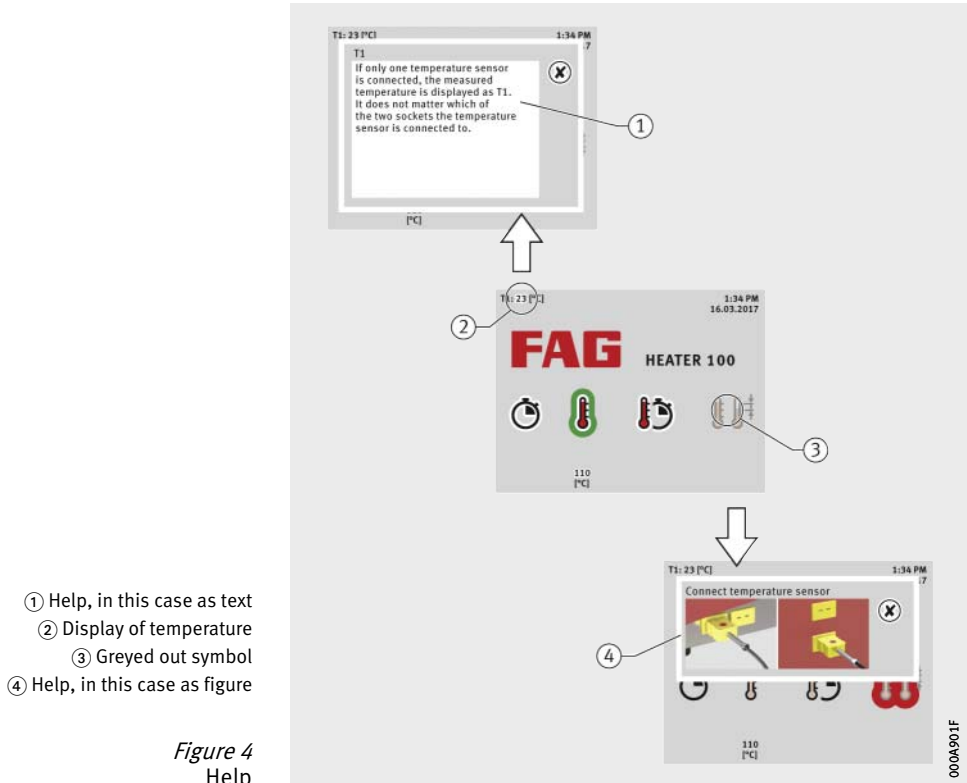 T1: 23 [°C] 1:34 PM
7
T1
If only one temperature sensor
is connected, the measured
temperature is displayed as T1.
It does not matter which of
the two sockets the temperature
sensor is connected to.
[°C]
1
T1: 23 [°C] 1:34 PM
16.03.2017
2
FAG HEATER 100
3
110
[°C]
T1: 23 [°C] 1:34 PM
7
Connect temperature sensor
4
110
[°C]
① Help, in this case as text
② Display of temperature
③ Greyed out symbol
④ Help, in this case as figure
Figure 4
Help
000A901F